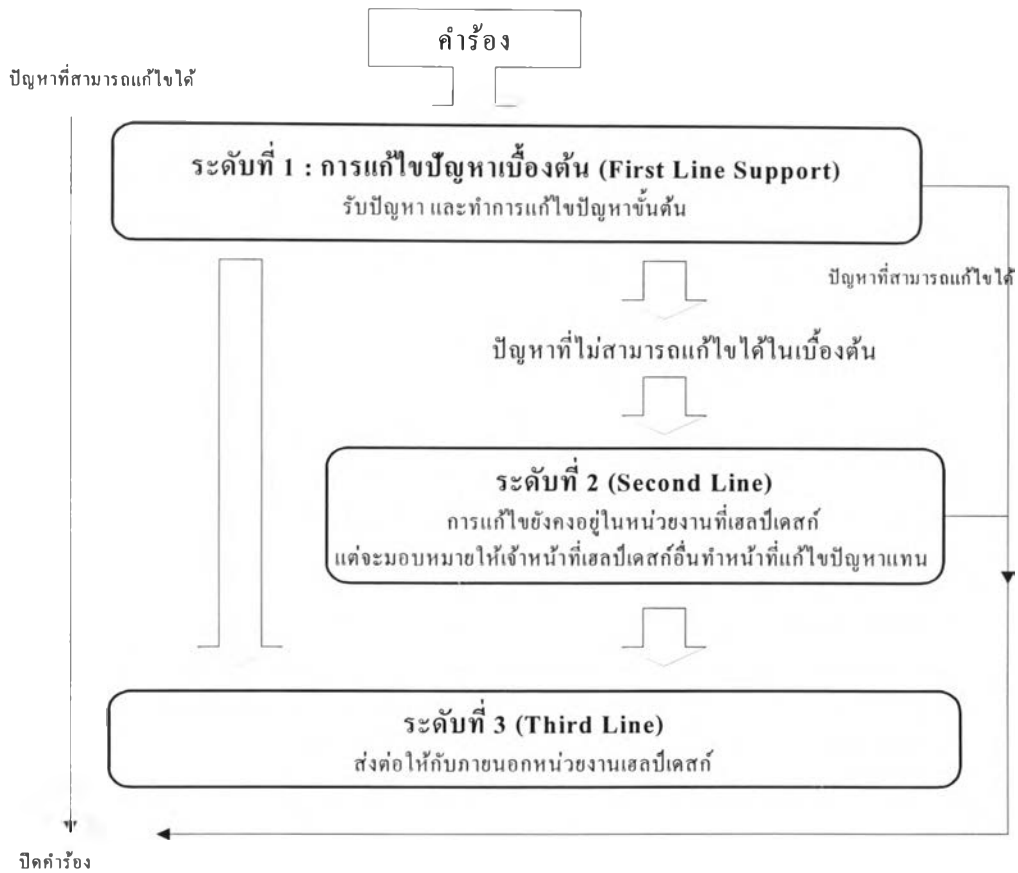 คำร้อง
ปัญหาที่สามารถแก้ไขได้
ระดับที่ 1 : การแก้ไขปัญหาเบื้องต้น (First Line Support)
รับปัญหา และทำการแก้ไขปัญหาขั้นต้น
ปัญหาที่สามารถแก้ไขได้
ปัญหาที่ไม่สามารถแก้ไขได้ในเบื้องต้น
ระดับที่ 2 (Second Line)
การแก้ไขยังคงอยู่ในหน่วยงานที่เฮลป์เดสก์
แต่จะมอบหมายให้เจ้าหน้าที่เฮลป์เดสก์อื่นทำหน้าที่แก้ไขปัญหาแทน
ระดับที่ 3 (Third Line)
ส่งต่อให้กับภายนอกหน่วยงานเฮลป์เดสก์
ปิดคำร้อง